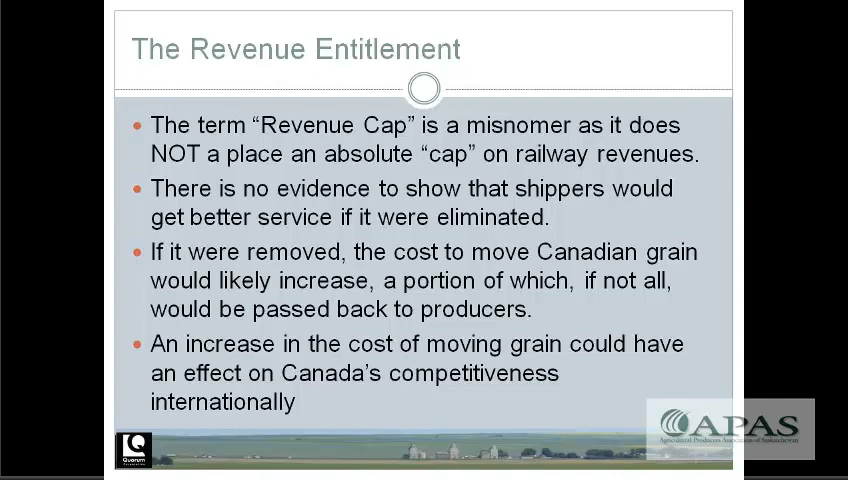 The Revenue Entitlement
The term “Revenue Cap” is a misnomer as it does
NOT a place an absolute “cap” on railway revenues.
There is no evidence to show that shippers would
get better service if it were eliminated.
If it were removed, the cost to move Canadian grain
would likely increase, a portion of which, if not all,
would be passed back to producers.
An increase in the cost of moving grain could have
an effect on Canada’s competitiveness
internationally
APAS
Agricultural Producers Association of Saskatchewan
Quorum
Corporation